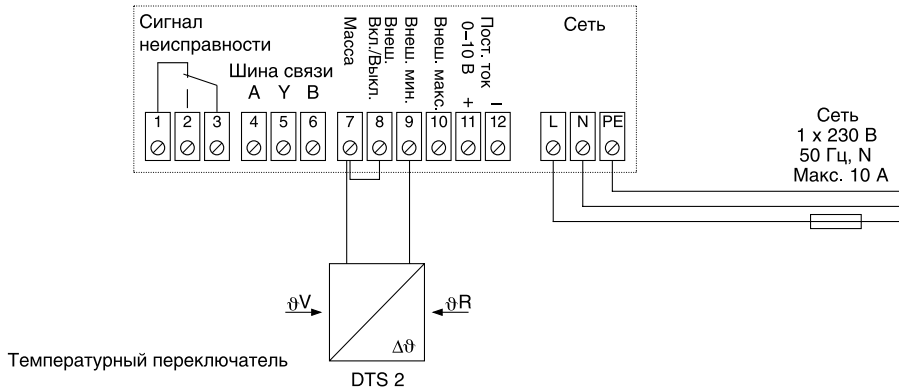 Сигнал
неисправности
Шина связи
A Y B
Масса
Внеш.
Вкл./Выкл.
Внеш. мин.
Внеш. макс.
Пост. ток
0–10 В
+
–
Сеть
1 2 3 4 5 6 7 8 9 10 11 12 L N PE
Сеть
1 x 230 В
50 Гц, N
Макс. 10 А
ϑV
ϑR
Δϑ
Температурный переключатель
DTS 2